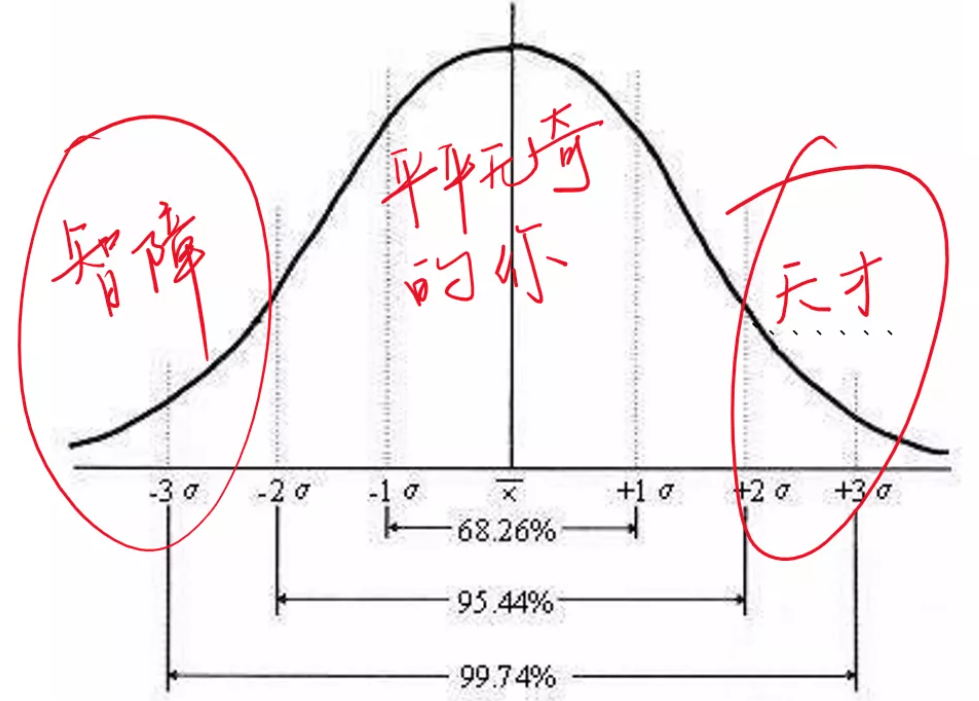 平平无奇
的你
智障
天才
-3 σ -2 σ -1 σ x̄ +1 σ +2 σ +3 σ
68.26%
95.44%
99.74%